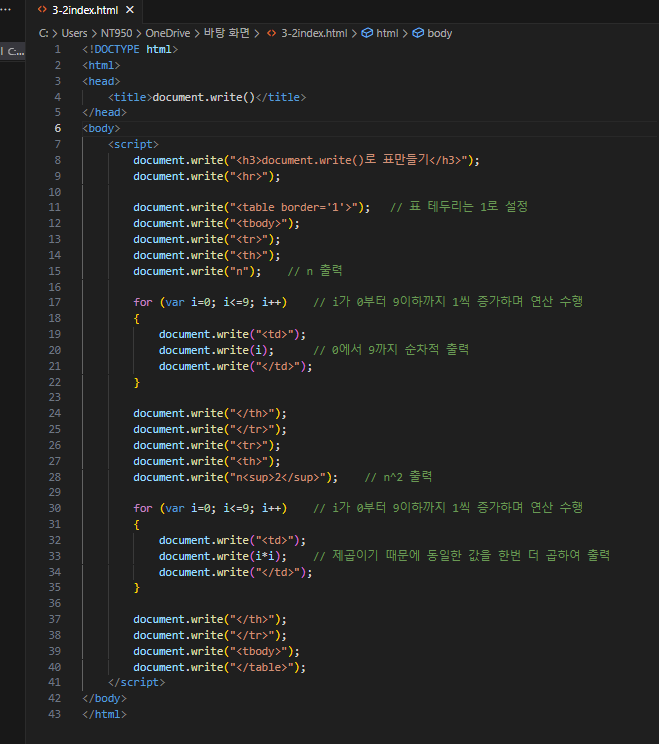 3-2index.html
C:...
C: > Users > NT950 > OneDrive > 바탕 화면 > 3-2index.html > html > body
1 <!DOCTYPE html>
2 <html>
3 <head>
4 <title>document.write()</title>
5 </head>
6 <body>
7 <script>
8 document.write("<h3>document.write()로 표만들기</h3>");
9 document.write("<hr>");
10
11 document.write("<table border='1'>"); // 표 테두리는 1로 설정
12 document.write("<tbody>");
13 document.write("<tr>");
14 document.write("<th>");
15 document.write("n"); // n 출력
16
17 for (var i=0; i<=9; i++) // i가 0부터 9이하까지 1씩 증가하며 연산 수행
18 {
19 document.write("<td>");
20 document.write(i); // 0에서 9까지 순차적 출력
21 document.write("</td>");
22 }
23
24 document.write("</th>");
25 document.write("</tr>");
26 document.write("<tr>");
27 document.write("<th>");
28 document.write("n<sup>2</sup>"); // n^2 출력
29
30 for (var i=0; i<=9; i++) // i가 0부터 9이하까지 1씩 증가하며 연산 수행
31 {
32 document.write("<td>");
33 document.write(i*i); // 제곱이기 때문에 동일한 값을 한번 더 곱하여 출력
34 document.write("</td>");
35 }
36
37 document.write("</th>");
38 document.write("</tr>");
39 document.write("<tbody>");
40 document.write("</table>");
41 </script>
42 </body>
43 </html>